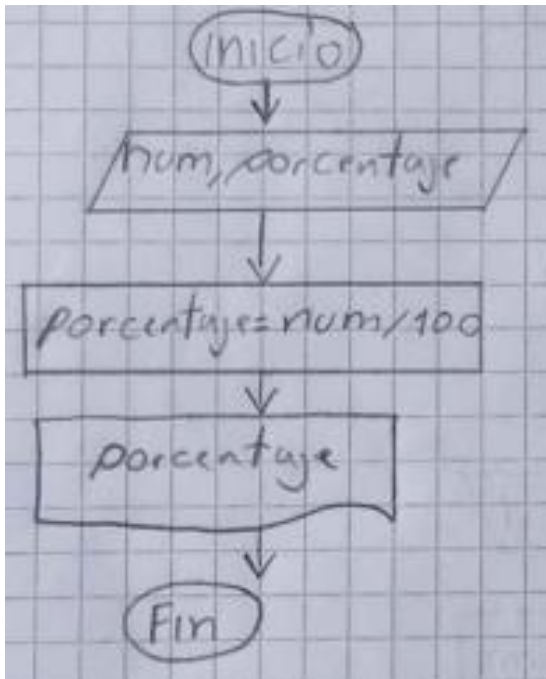 inicio
num, porcentaje
porcentaje=num/100
porcentaje
Fin